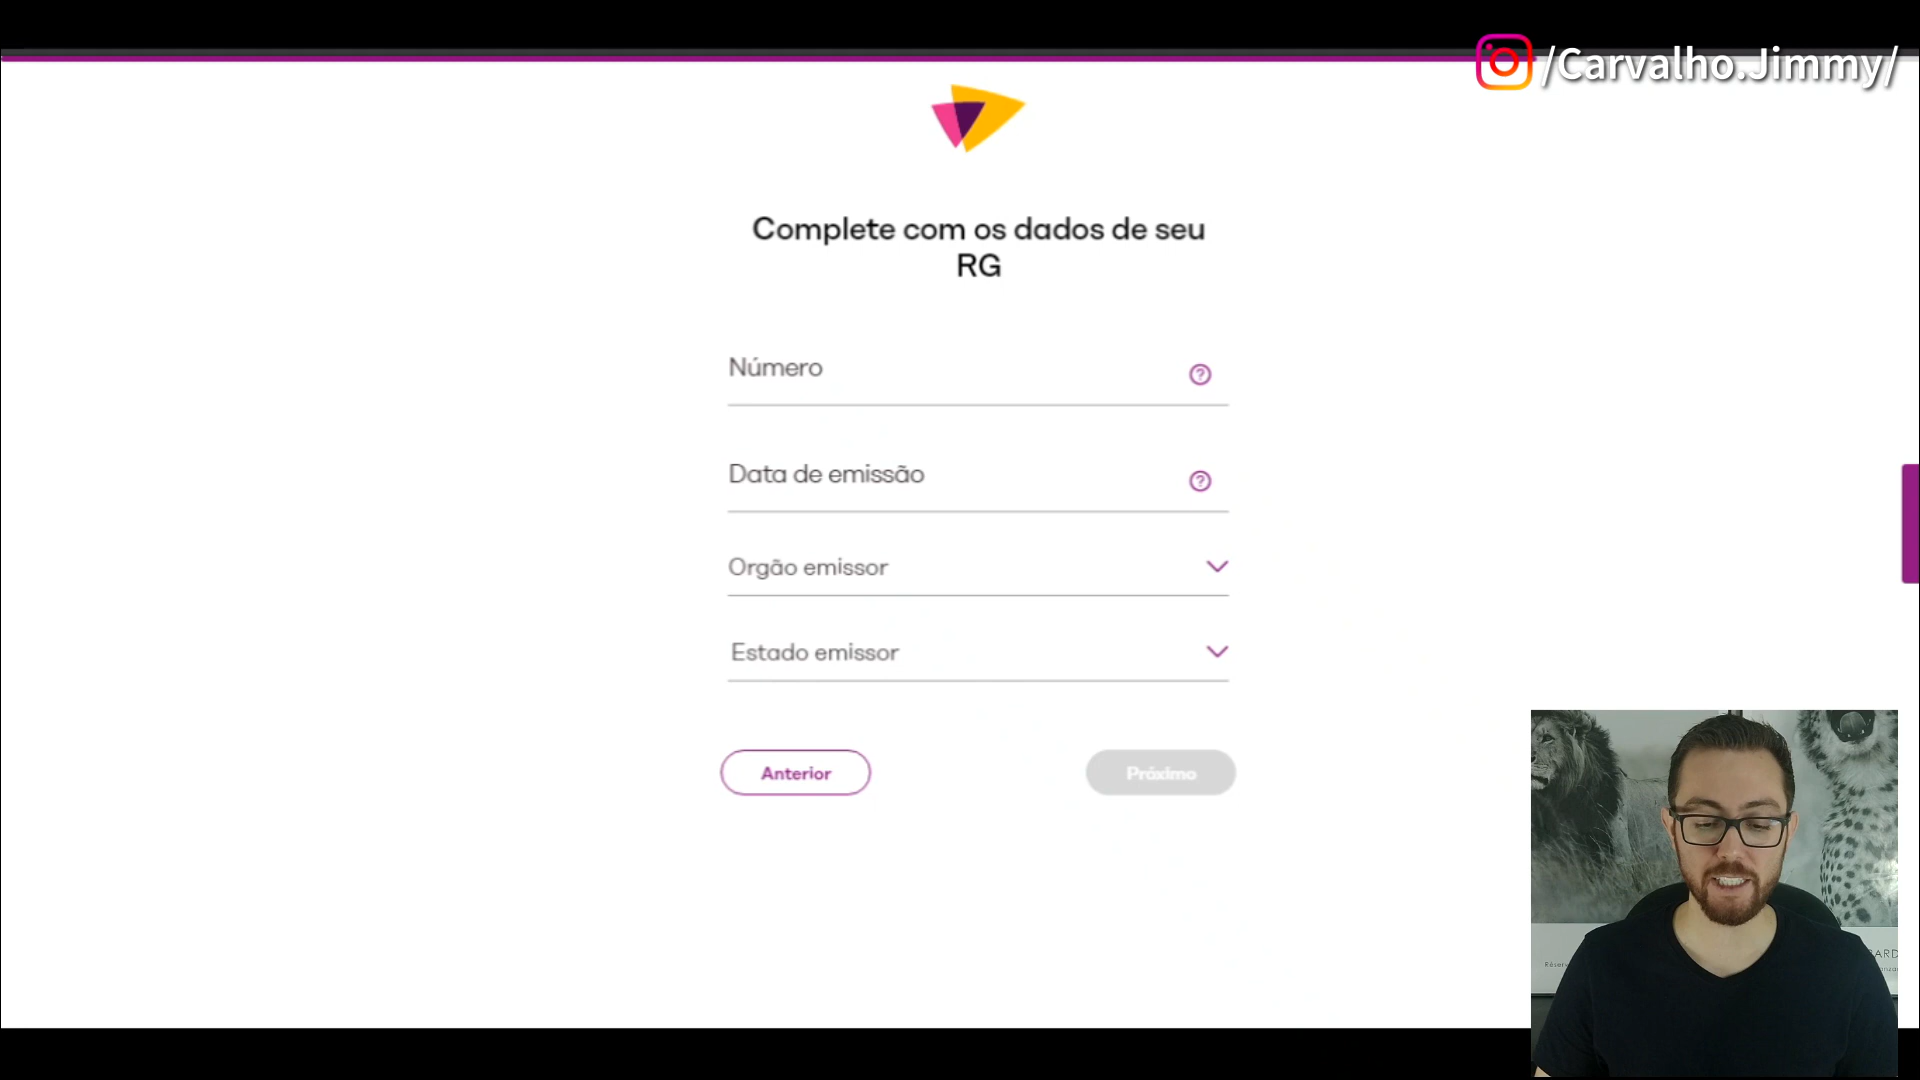 /Carvalho.Jimmy/
Complete com os dados de seu
RG
Número
Data de emissão
Orgão emissor
Estado emissor
Anterior
Próximo